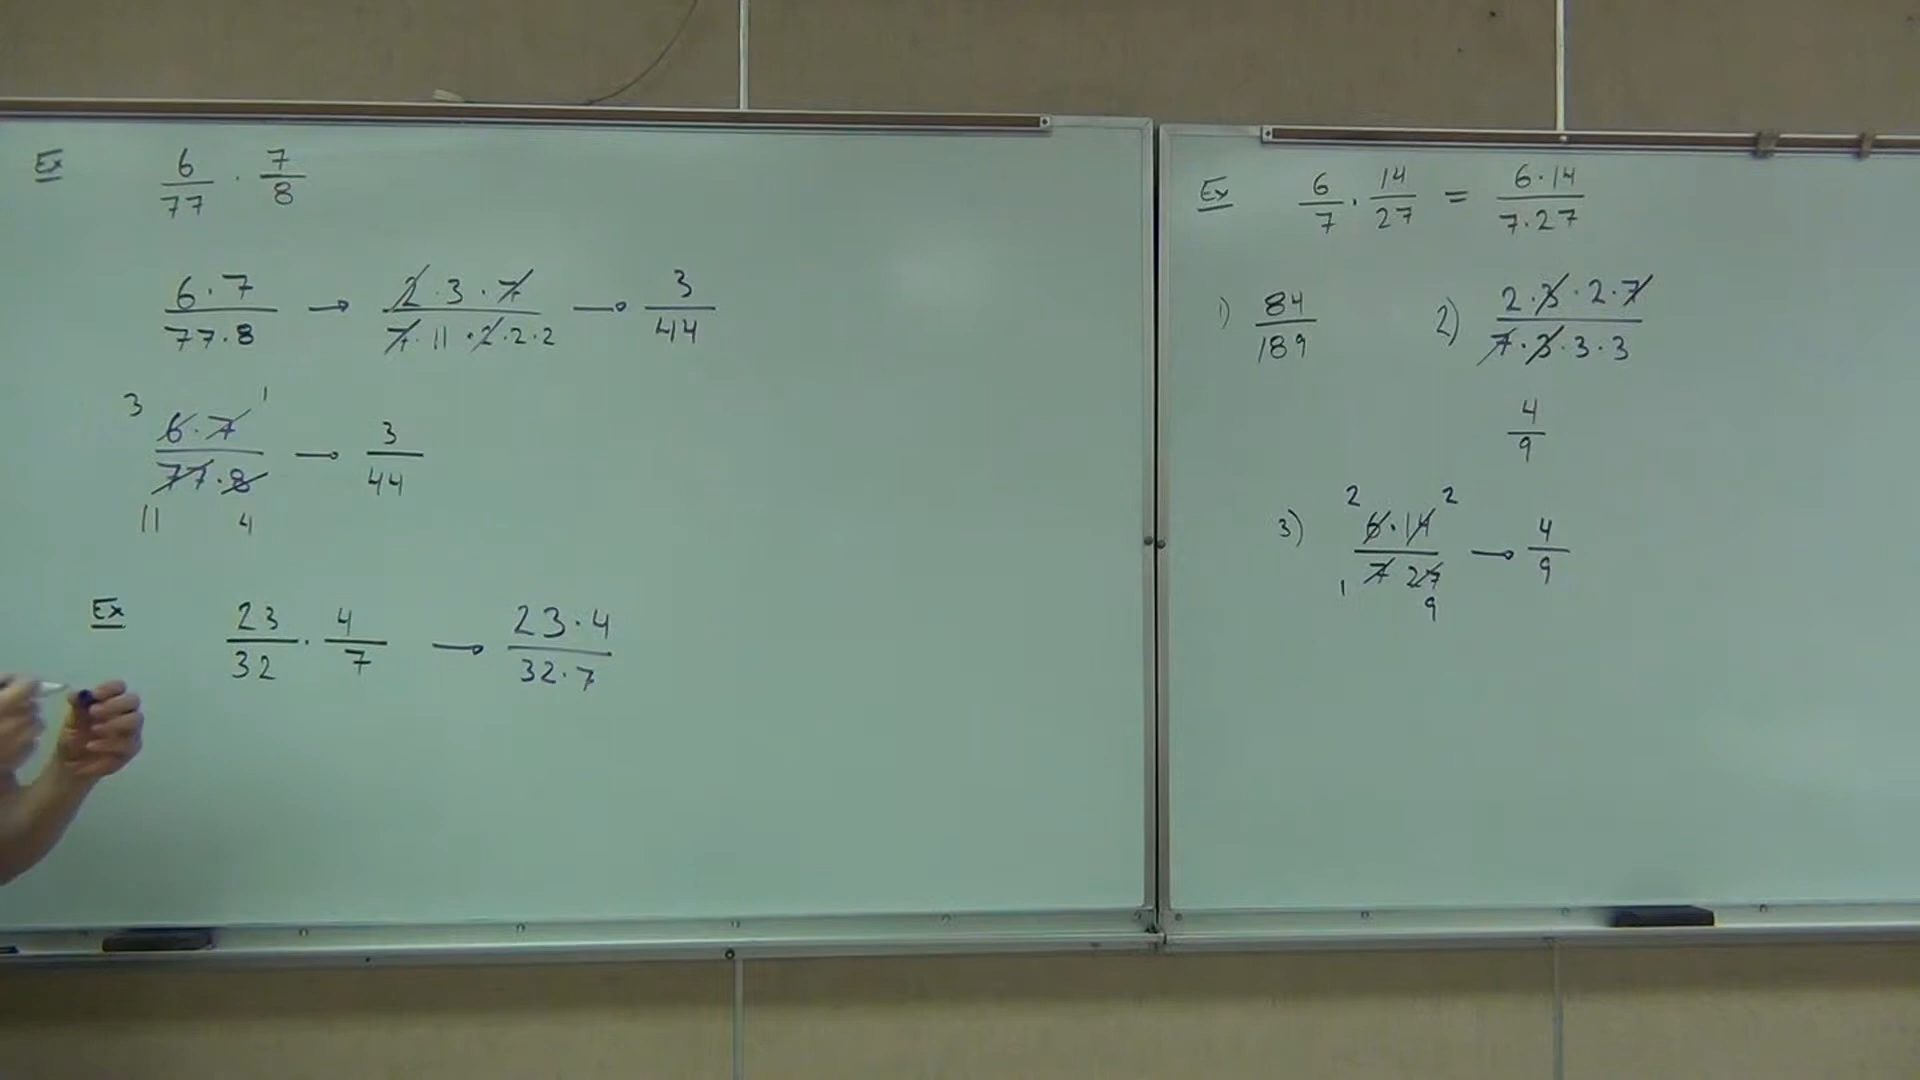 Ex 6/77 · 7/8
6·7/77·8 → 2·3·7/7·11·2·2·2 → 3/44
3 1
6·7/77·8 → 3/44
11 4
Ex 23/32 · 4/7 → 23·4/32·7
Ex 6/7 · 14/27 = 6·14/7·27
1) 84/189 2) 2·3·2·7/7·3·3·3
4/9
2 2
3) 6·14/7 27 → 4/9
1 9